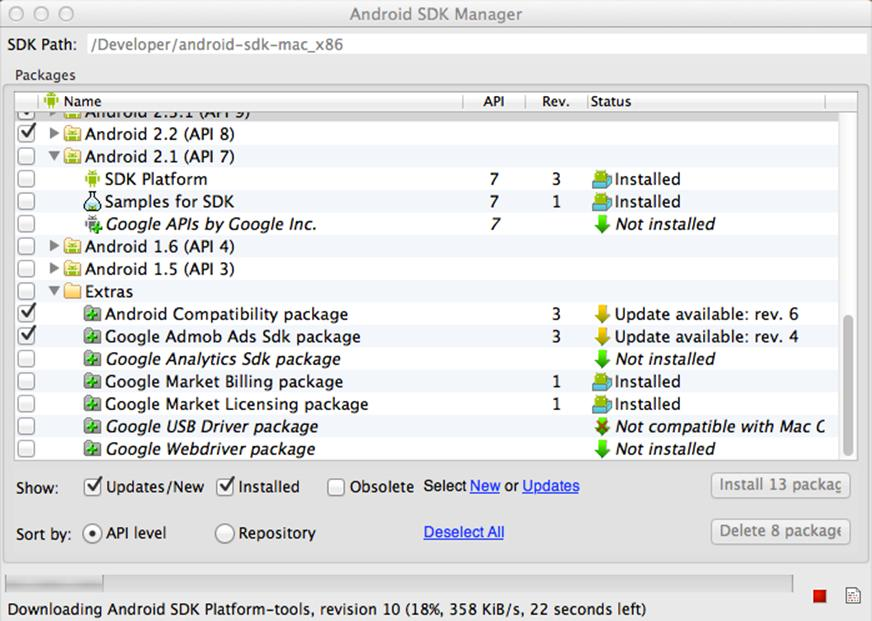 Android SDK Manager
SDK Path: /Developer/android-sdk-mac_x86
Packages
Name API Rev. Status
Android 2.3.1 (API 9)
Android 2.2 (API 8)
Android 2.1 (API 7)
SDK Platform 7 3 Installed
Samples for SDK 7 1 Installed
Google APIs by Google Inc. 7 Not installed
Android 1.6 (API 4)
Android 1.5 (API 3)
Extras
Android Compatibility package 3 Update available: rev. 6
Google Admob Ads Sdk package 3 Update available: rev. 4
Google Analytics Sdk package Not installed
Google Market Billing package 1 Installed
Google Market Licensing package 1 Installed
Google USB Driver package Not compatible with Mac O
Google Webdriver package Not installed
Show: Updates/New Installed Obsolete Select New or Updates Install 13 packag
Sort by: API level Repository Deselect All Delete 8 package
Downloading Android SDK Platform-tools, revision 10 (18%, 358 KiB/s, 22 seconds left)